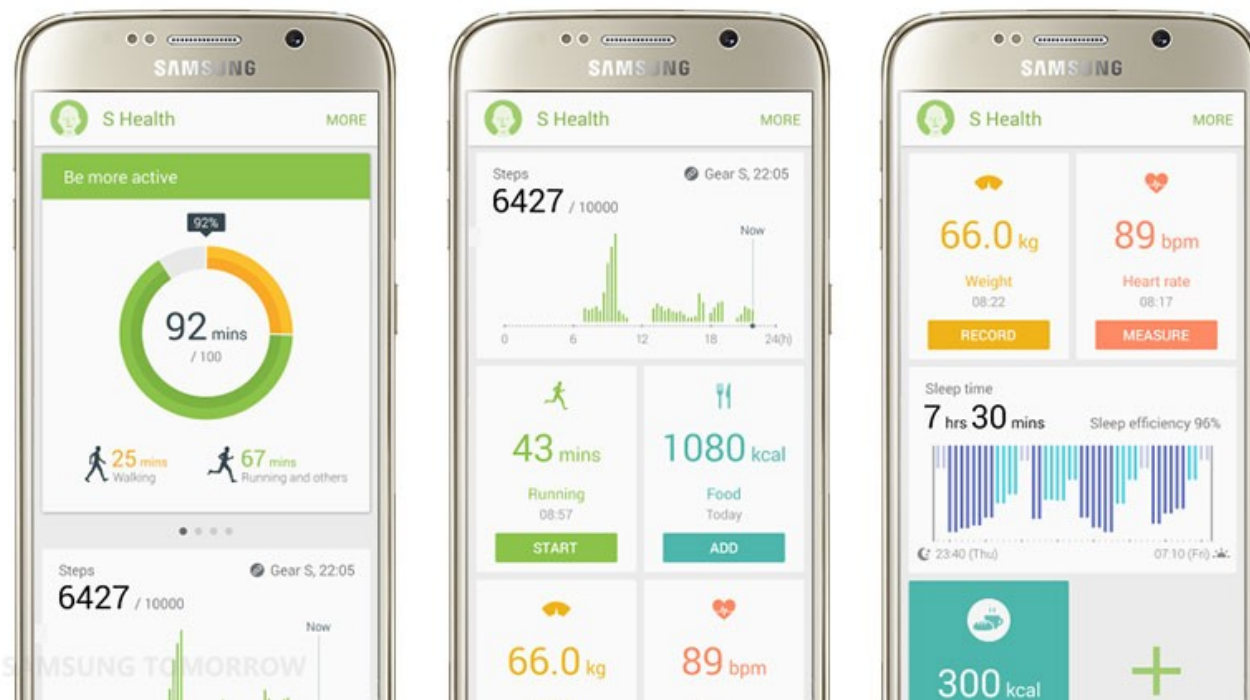 SAMSUNG
S Health
MORE
Be more active
92%
92 mins
/ 100
25 mins
Walking
67 mins
Running and others
Steps
Gear S, 22:05
6427 / 10000
Now
SAMSUNG TOMORROW
SAMSUNG
S Health
MORE
Steps
Gear S, 22:05
6427 / 10000
Now
0 6 12 18 24(h)
43 mins
Running
08:57
START
1080 kcal
Food
Today
ADD
66.0 kg
89 bpm
SAMSUNG
S Health
MORE
66.0 kg
Weight
08:22
RECORD
89 bpm
Heart rate
08:17
MEASURE
Sleep time
7 hrs 30 mins
Sleep efficiency 96%
23:40 (Thu)
07:10 (Fri)
300 kcal